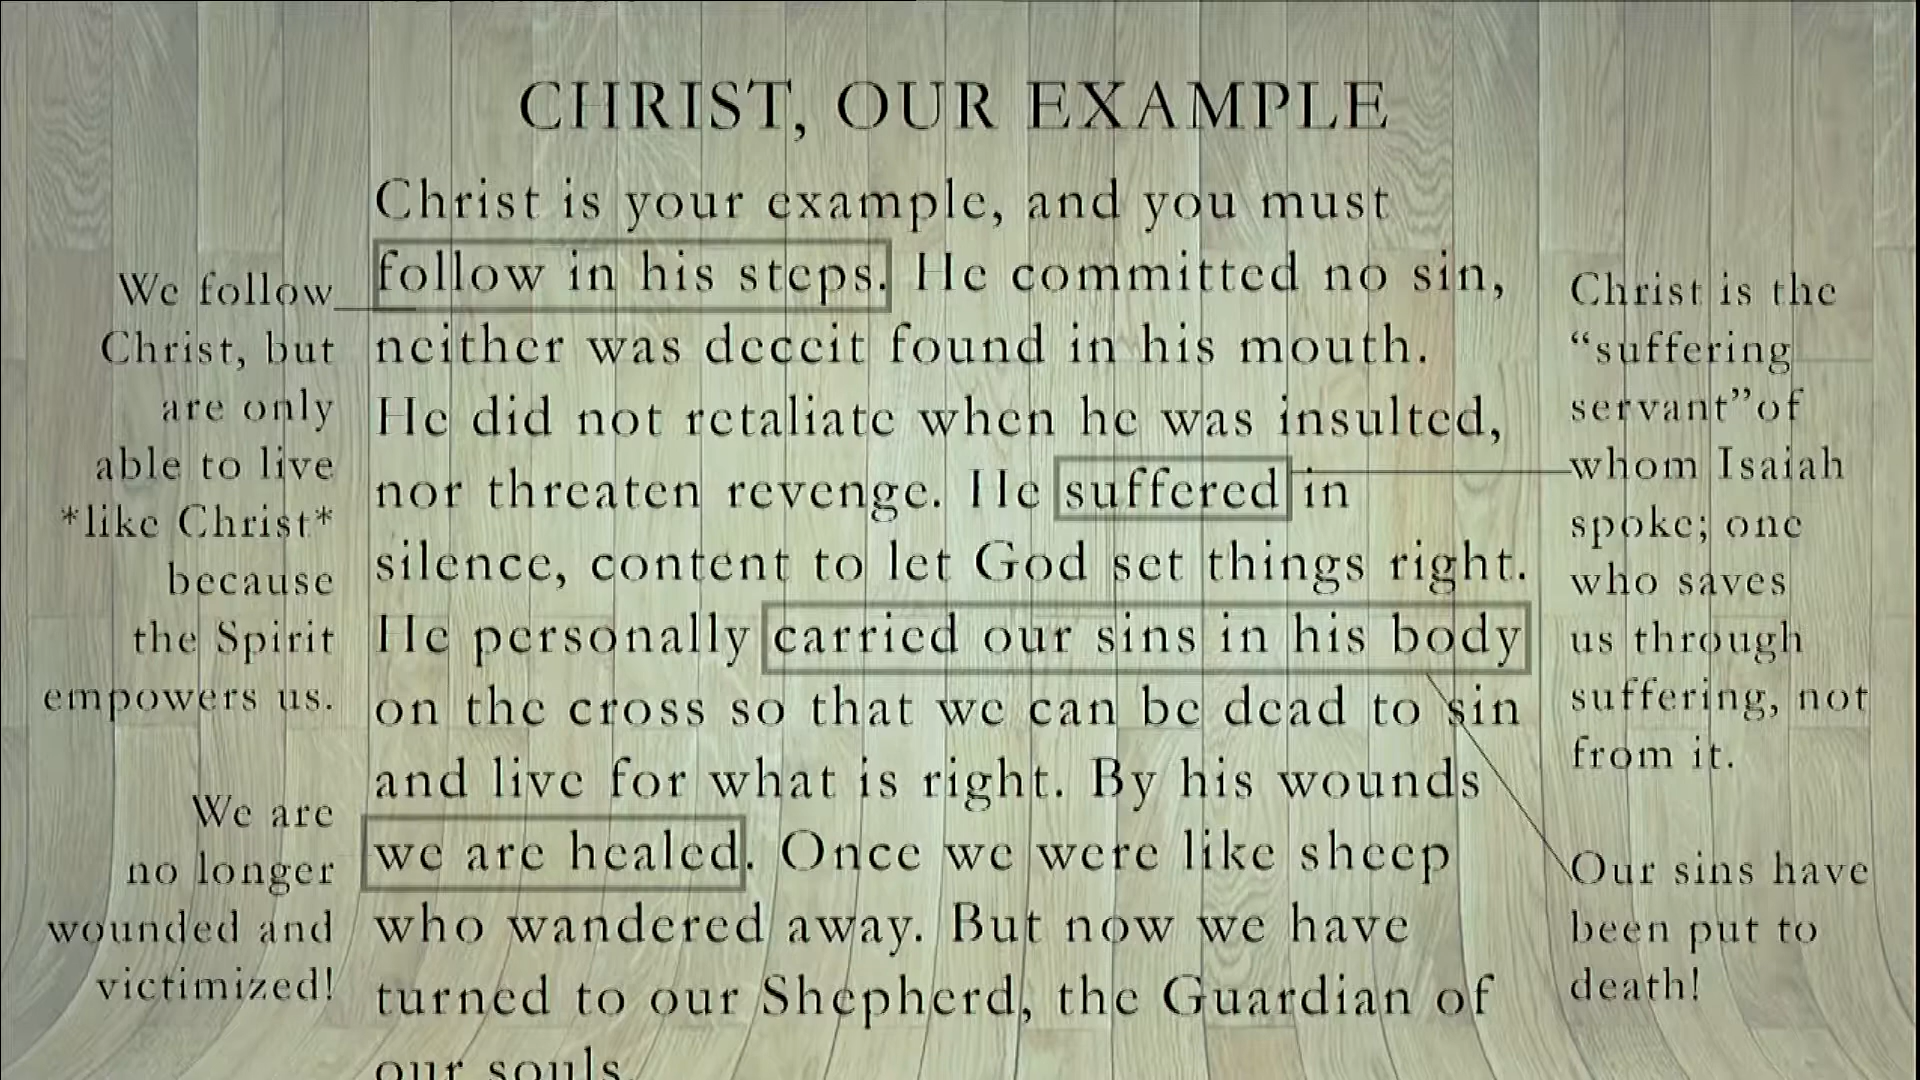 CHRIST, OUR EXAMPLE
Christ is your example, and you must
follow in his steps. He committed no sin,
neither was deceit found in his mouth.
He did not retaliate when he was insulted,
nor threaten revenge. He suffered in
silence, content to let God set things right.
He personally carried our sins in his body
on the cross so that we can be dead to sin
and live for what is right. By his wounds
we are healed. Once we were like sheep
who wandered away. But now we have
turned to our Shepherd, the Guardian of
our souls.
We follow
Christ, but
are only
able to live
*like Christ*
because
the Spirit
empowers us.
We are
no longer
wounded and
victimized!
Christ is the
“suffering
servant”of
whom Isaiah
spoke; one
who saves
us through
suffering, not
from it.
Our sins have
been put to
death!